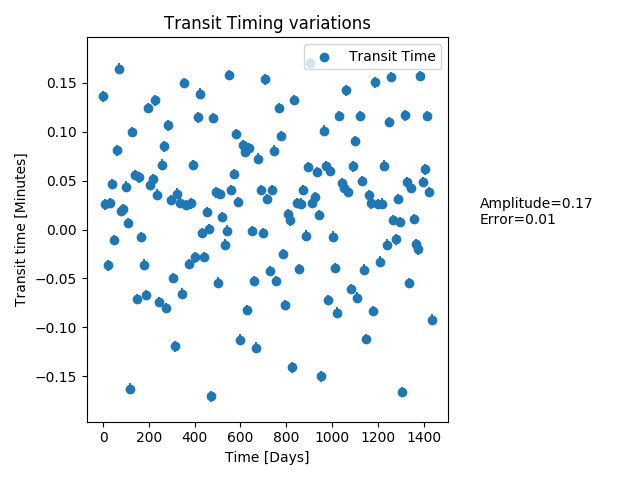 Transit Timing variations
Transit Time
0.15
0.10
0.05
0.00
−0.05
−0.10
−0.15
Transit time [Minutes]
0 200 400 600 800 1000 1200 1400
Time [Days]
Amplitude=0.17
Error=0.01